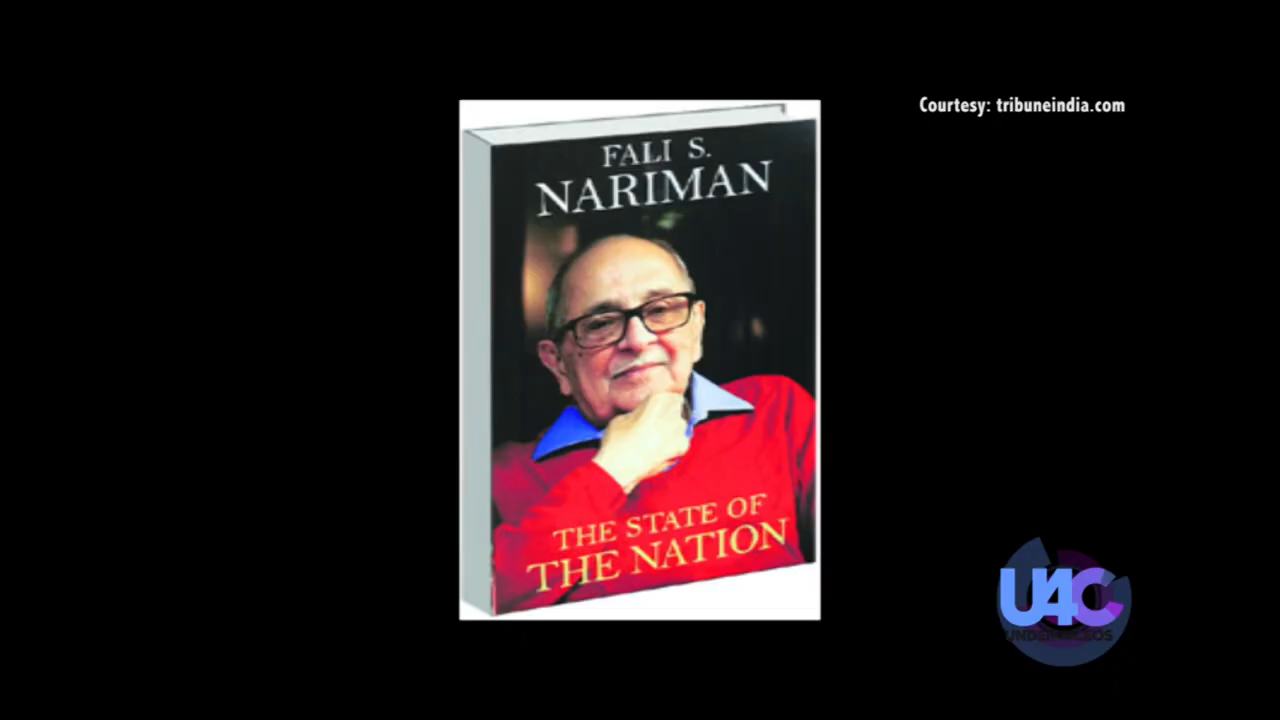 Courtesy: tribuneindia.com
FALI S.
NARIMAN
THE STATE OF
THE NATION
U4C